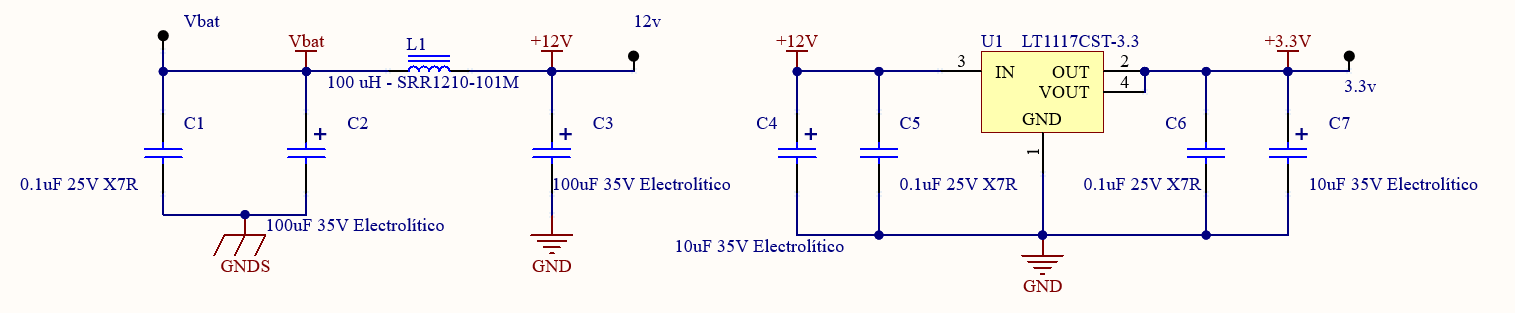 Vbat
12v
Vbat
L1
+12V
100 uH - SRR1210-101M
C1
C2
C3
0.1uF 25V X7R
100uF 35V Electrolítico
100uF 35V Electrolítico
GNDS
GND
+12V
U1 LT1117CST-3.3
+3.3V
3
IN
OUT
2
VOUT
4
3.3v
GND
1
C4
C5
C6
C7
0.1uF 25V X7R
0.1uF 25V X7R
10uF 35V Electrolítico
10uF 35V Electrolítico
GND